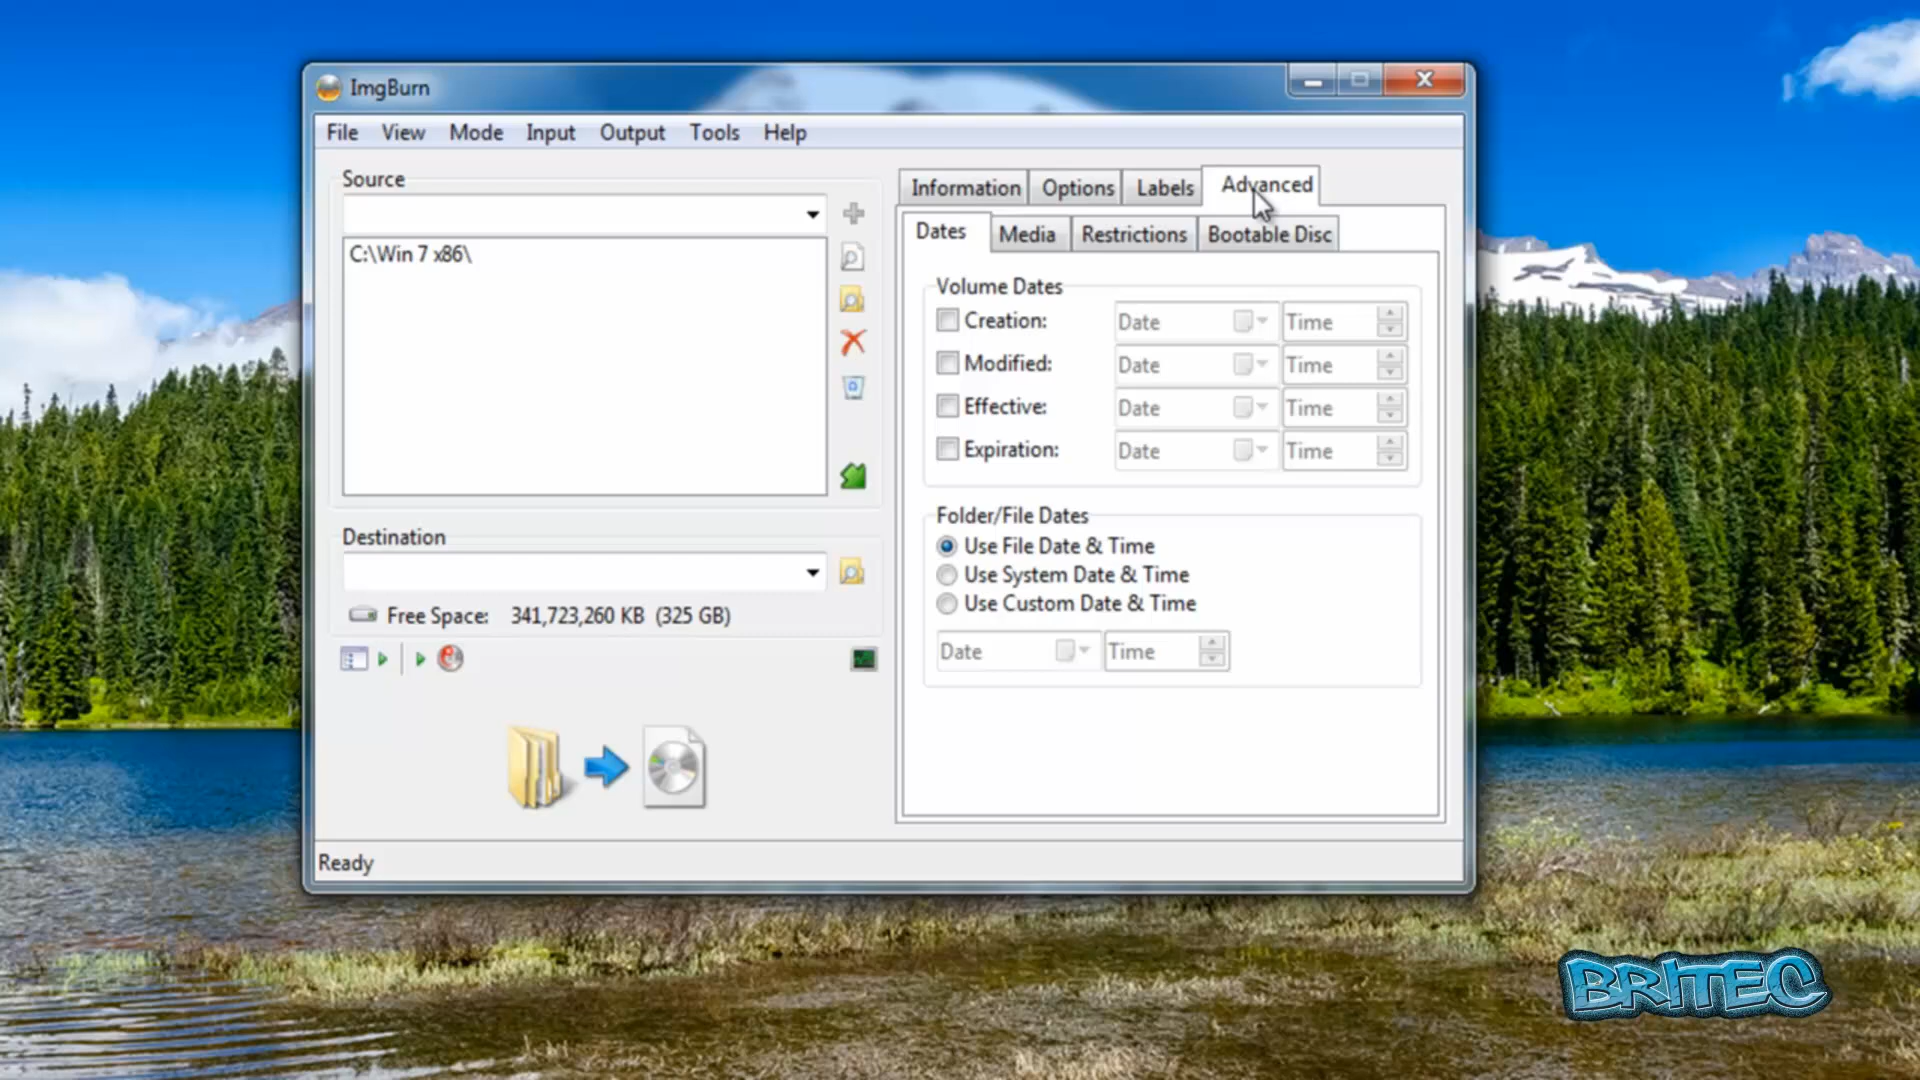 ImgBurn
File View Mode Input Output Tools Help
Source
C:\Win 7 x86\
Destination
Free Space: 341,723,260 KB (325 GB)
Information Options Labels Advanced
Dates Media Restrictions Bootable Disc
Volume Dates
Creation: Date Time
Modified: Date Time
Effective: Date Time
Expiration: Date Time
Folder/File Dates
Use File Date & Time
Use System Date & Time
Use Custom Date & Time
Date Time
Ready
BRITEC